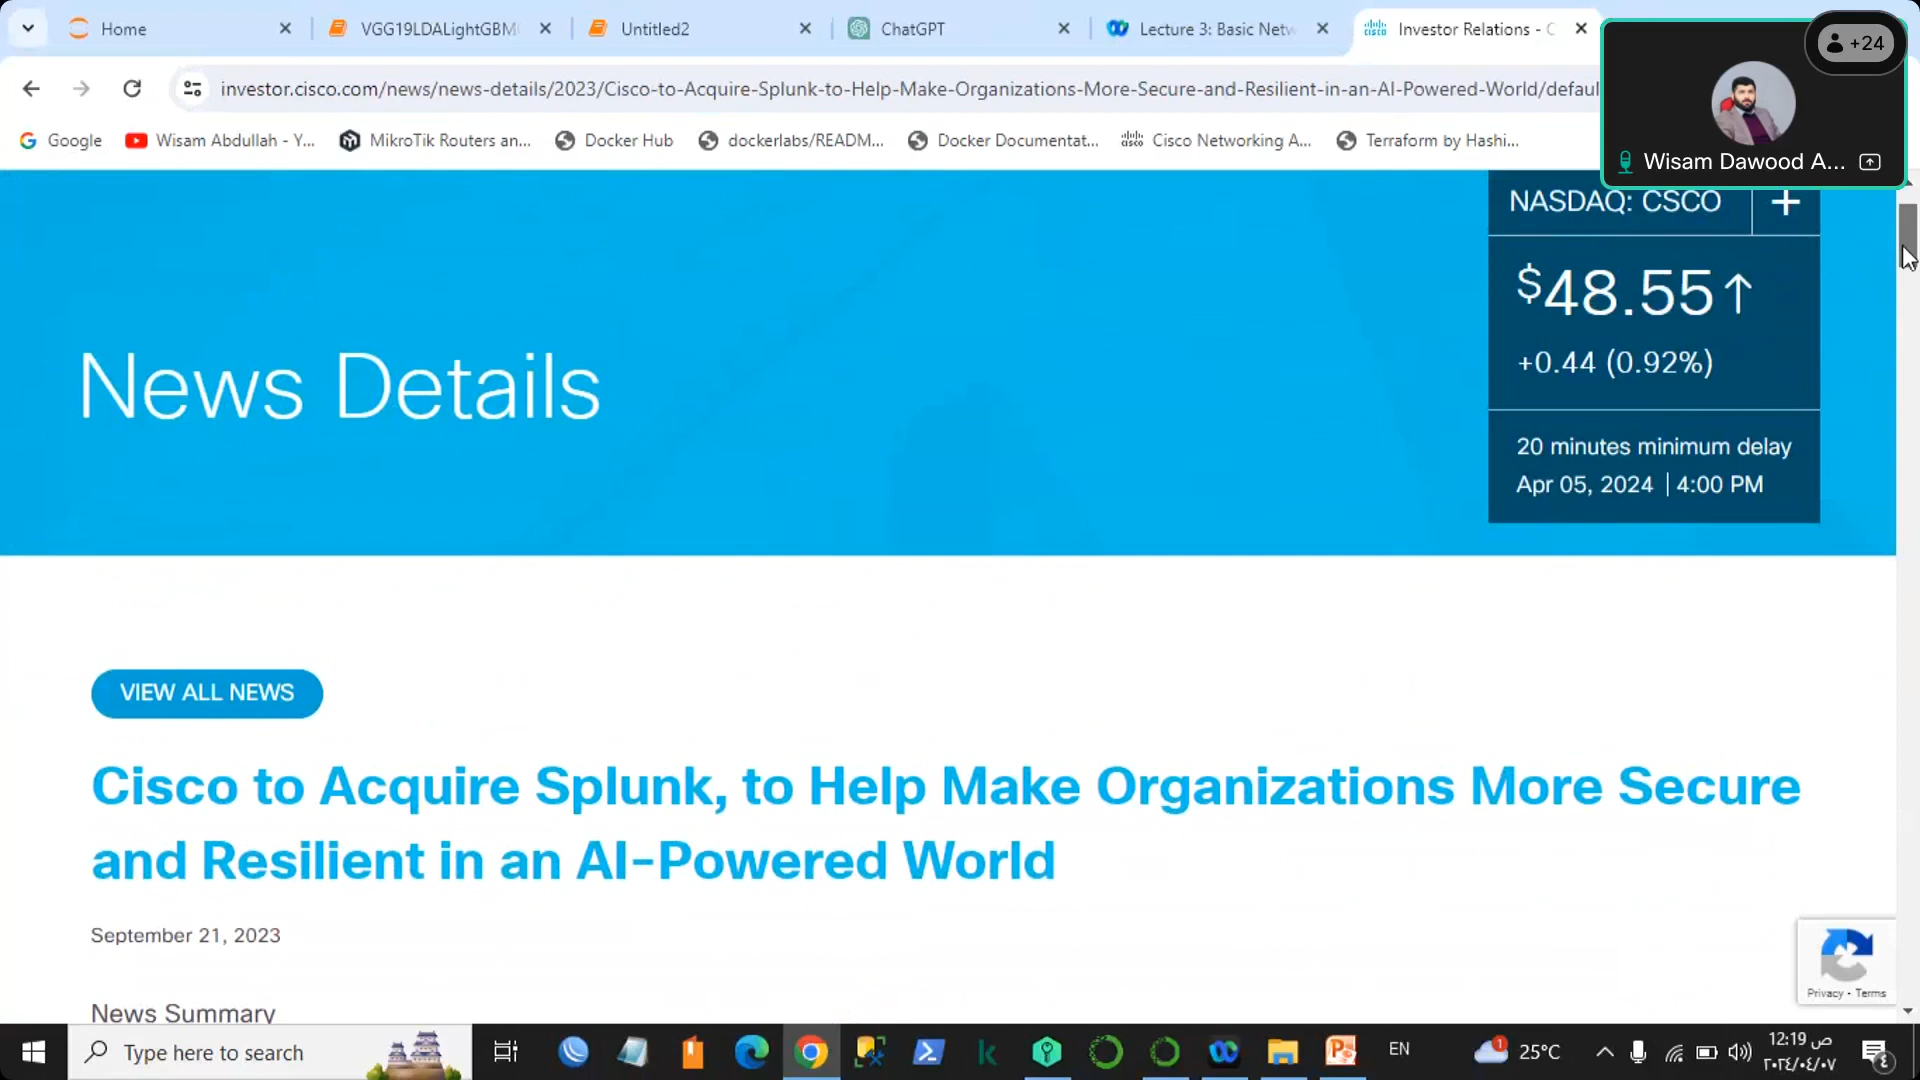 Home
VGG19LDALightGBM
Untitled2
ChatGPT
Lecture 3: Basic Netw
Investor Relations - C
+24
investor.cisco.com/news/news-details/2023/Cisco-to-Acquire-Splunk-to-Help-Make-Organizations-More-Secure-and-Resilient-in-an-AI-Powered-World/defaul
Google
Wisam Abdullah - Y...
MikroTik Routers an...
Docker Hub
dockerlabs/READM...
Docker Documentat...
Cisco Networking A...
Terraform by Hashi...
Wisam Dawood A...
NASDAQ: CSCO
$48.55↑
+0.44 (0.92%)
News Details
20 minutes minimum delay
Apr 05, 2024 | 4:00 PM
VIEW ALL NEWS
Cisco to Acquire Splunk, to Help Make Organizations More Secure
and Resilient in an AI-Powered World
September 21, 2023
Privacy - Terms
News Summary
Type here to search
EN
1
25°C
12:19 ص
٢٠٢٤/٠٤/٠٧
٤